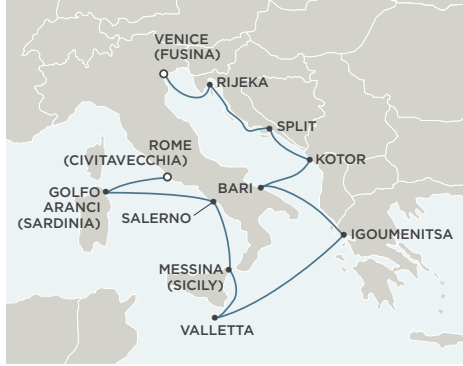 VENICE
(FUSINA)
RIJEKA
SPLIT
ROME
(CIVITAVECCHIA)
KOTOR
GOLFO
ARANCI
(SARDINIA)
BARI
SALERNO
IGOUMENITSA
MESSINA
(SICILY)
VALLETTA